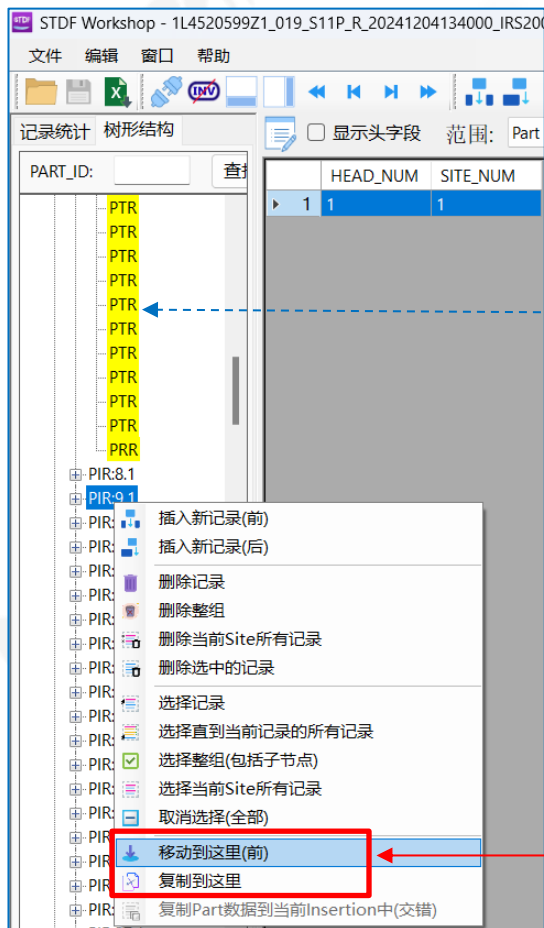 STDF Workshop - 1L4520599Z1_019_S11P_R_20241204134000_IRS200
文件 编辑 窗口 帮助
INV
记录统计 树形结构
显示头字段 范围: Part
PART_ID:
HEAD_NUM SITE_NUM
1 1 1
PTR
PTR
PTR
PTR
PTR
PTR
PTR
PTR
PTR
PTR
PRR
PIR:8.1
PIR:9.1
PIR:
插入新记录(前)
PIR:
插入新记录(后)
PIR:
删除记录
PIR:
删除整组
PIR:
删除当前Site所有记录
PIR:
删除选中的记录
PIR:
选择记录
PIR:
选择直到当前记录的所有记录
PIR:
选择整组(包括子节点)
PIR:
选择当前Site所有记录
PIR:
取消选择(全部)
PIR:
移动到这里(前)
PIR:
复制到这里
PIR:
复制Part数据到当前Insertion中(交错)